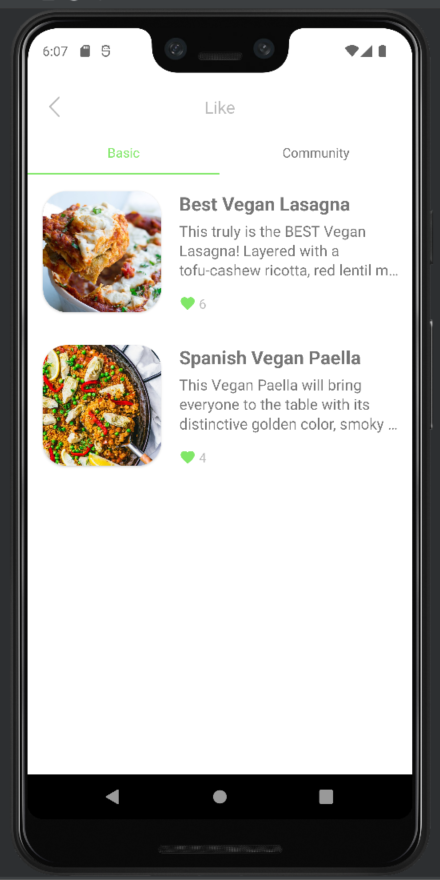 6:07
Like
Basic
Community
Best Vegan Lasagna
This truly is the BEST Vegan
Lasagna! Layered with a
tofu-cashew ricotta, red lentil m...
6
Spanish Vegan Paella
This Vegan Paella will bring
everyone to the table with its
distinctive golden color, smoky ...
4